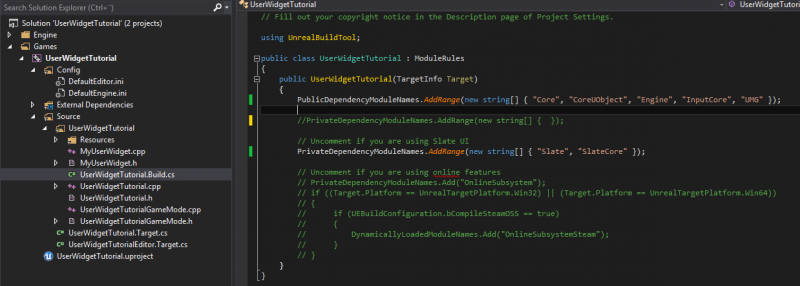 Search Solution Explorer (Ctrl+`)
Solution 'UserWidgetTutorial' (2 projects)
Engine
Games
UserWidgetTutorial
Config
DefaultEditor.ini
DefaultEngine.ini
External Dependencies
Source
UserWidgetTutorial
Resources
MyUserWidget.cpp
MyUserWidget.h
UserWidgetTutorial.Build.cs
UserWidgetTutorial.cpp
UserWidgetTutorial.h
UserWidgetTutorialGameMode.cpp
UserWidgetTutorialGameMode.h
UserWidgetTutorial.Target.cs
UserWidgetTutorialEditor.Target.cs
UserWidgetTutorial.uproject
UserWidgetTutorial
UserWidgetTuto
// Fill out your copyright notice in the Description page of Project Settings.
using UnrealBuildTool;
public class UserWidgetTutorial : ModuleRules
{
public UserWidgetTutorial(TargetInfo Target)
{
PublicDependencyModuleNames.AddRange(new string[] { "Core", "CoreUObject", "Engine", "InputCore", "UMG" });
//PrivateDependencyModuleNames.AddRange(new string[] {  });
// Uncomment if you are using Slate UI
PrivateDependencyModuleNames.AddRange(new string[] { "Slate", "SlateCore" });
// Uncomment if you are using online features
// PrivateDependencyModuleNames.Add("OnlineSubsystem");
// if ((Target.Platform == UnrealTargetPlatform.Win32) || (Target.Platform == UnrealTargetPlatform.Win64))
// {
//      if (UEBuildConfiguration.bCompileSteamOSS == true)
//      {
//          DynamicallyLoadedModuleNames.Add("OnlineSubsystemSteam");
//      }
// }
}
}